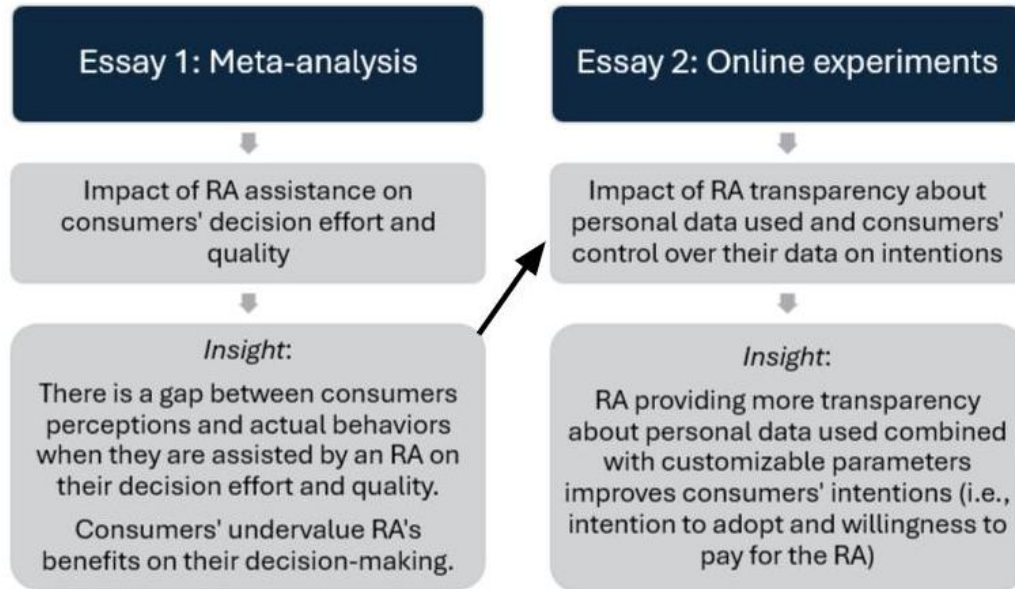 Essay 1: Meta-analysis
Impact of RA assistance on
consumers' decision effort and
quality
Insight:
There is a gap between consumers
perceptions and actual behaviors
when they are assisted by an RA on
their decision effort and quality.
Consumers' undervalue RA's
benefits on their decision-making.
Essay 2: Online experiments
Impact of RA transparency about
personal data used and consumers'
control over their data on intentions
Insight:
RA providing more transparency
about personal data used combined
with customizable parameters
improves consumers' intentions (i.e.,
intention to adopt and willingness to
pay for the RA)